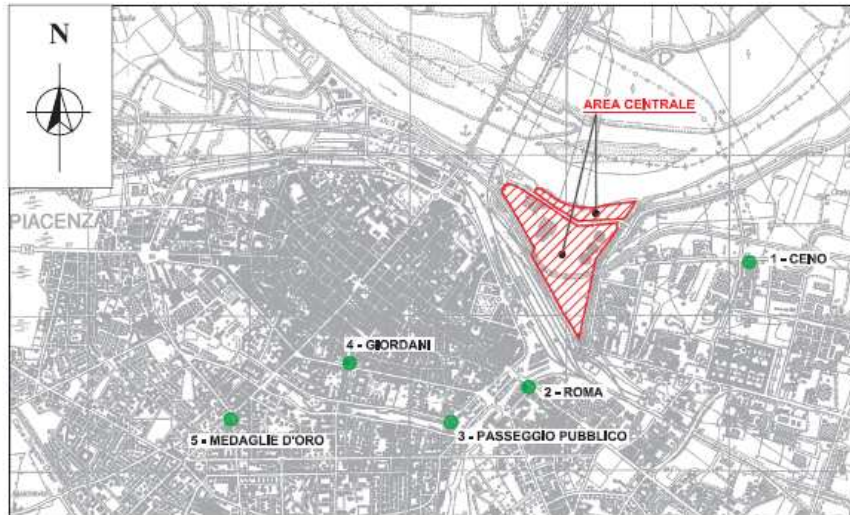 N
AREA CENTRALE
PIACENZA
1 - CENO
4 - GIORDANI
2 - ROMA
5 - MEDAGLIE D'ORO
3 - PASSEGGIO PUBBLICO